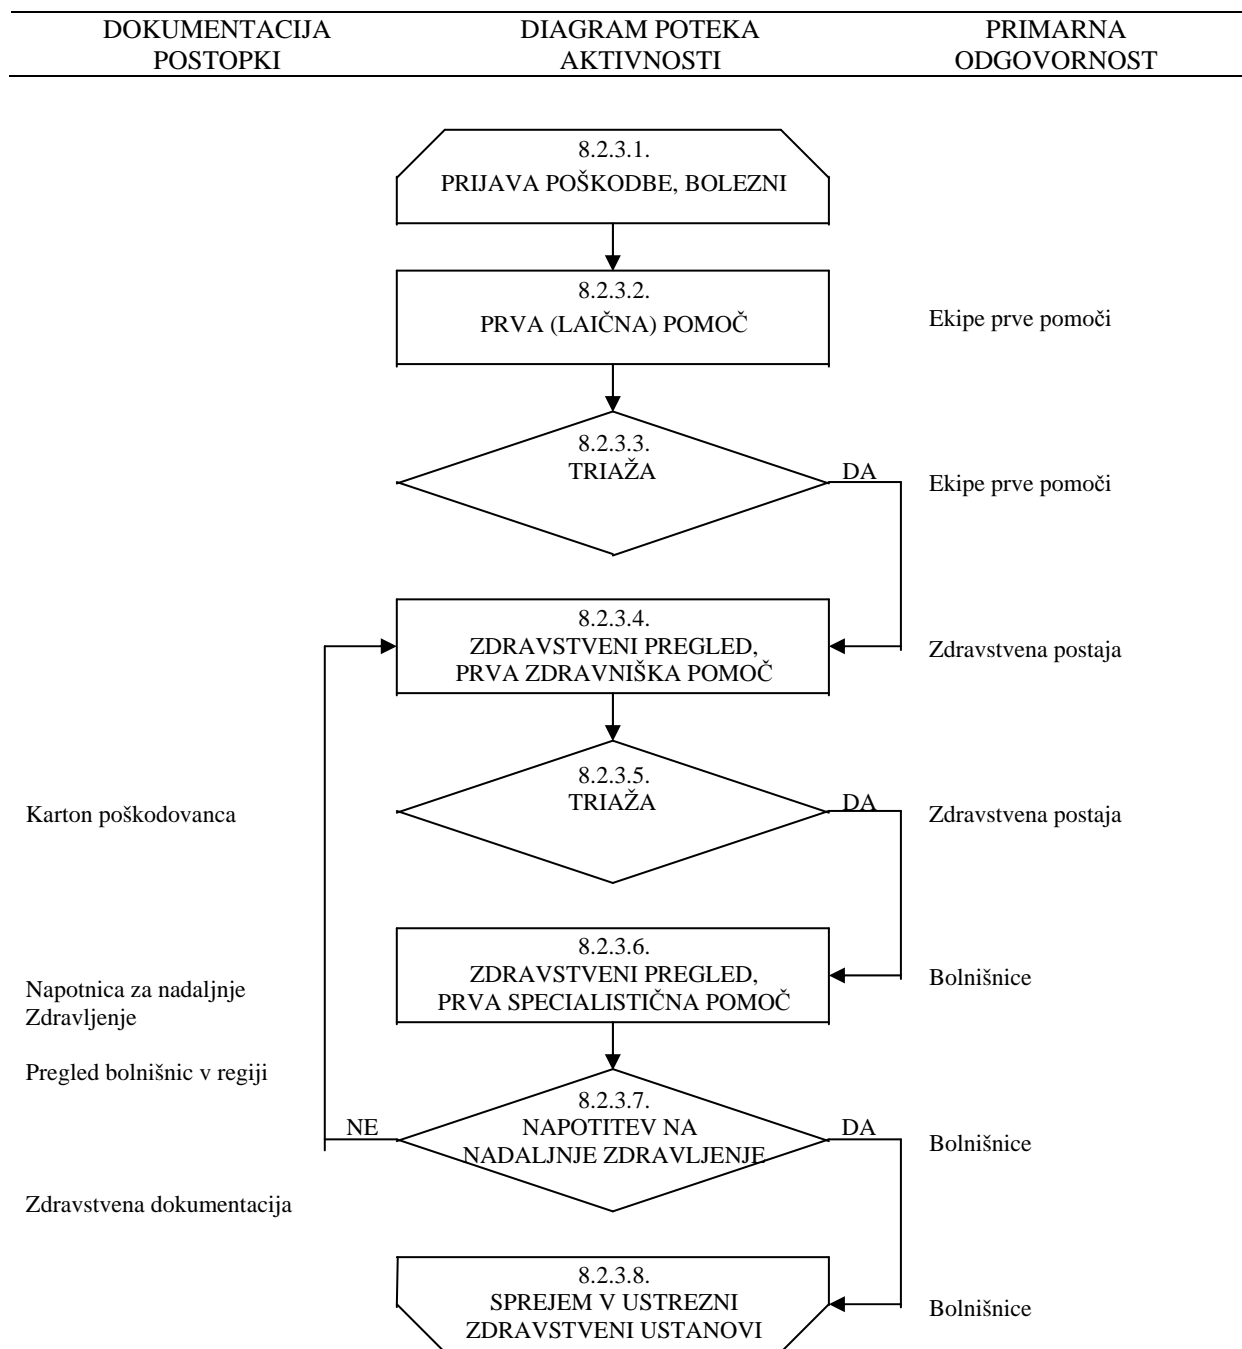 DOKUMENTACIJA
POSTOPKI
DIAGRAM POTEKA
AKTIVNOSTI
PRIMARNA
ODGOVORNOST
8.2.3.1.
PRIJAVA POŠKODBE, BOLEZNI
8.2.3.2.
PRVA (LAIČNA) POMOČ
Ekipe prve pomoči
8.2.3.3.
TRIAŽA
DA
Ekipe prve pomoči
8.2.3.4.
ZDRAVSTVENI PREGLED,
PRVA ZDRAVNIŠKA POMOČ
Zdravstvena postaja
8.2.3.5.
TRIAŽA
DA
Karton poškodovanca
Zdravstvena postaja
8.2.3.6.
ZDRAVSTVENI PREGLED,
PRVA SPECIALISTIČNA POMOČ
Bolnišnice
Napotnica za nadaljnje
Zdravljenje
Pregled bolnišnic v regiji
8.2.3.7.
NAPOTITEV NA
NADALJNJE ZDRAVLJENJE
NE
DA
Bolnišnice
Zdravstvena dokumentacija
8.2.3.8.
SPREJEM V USTREZNI
ZDRAVSTVENI USTANOVI
Bolnišnice